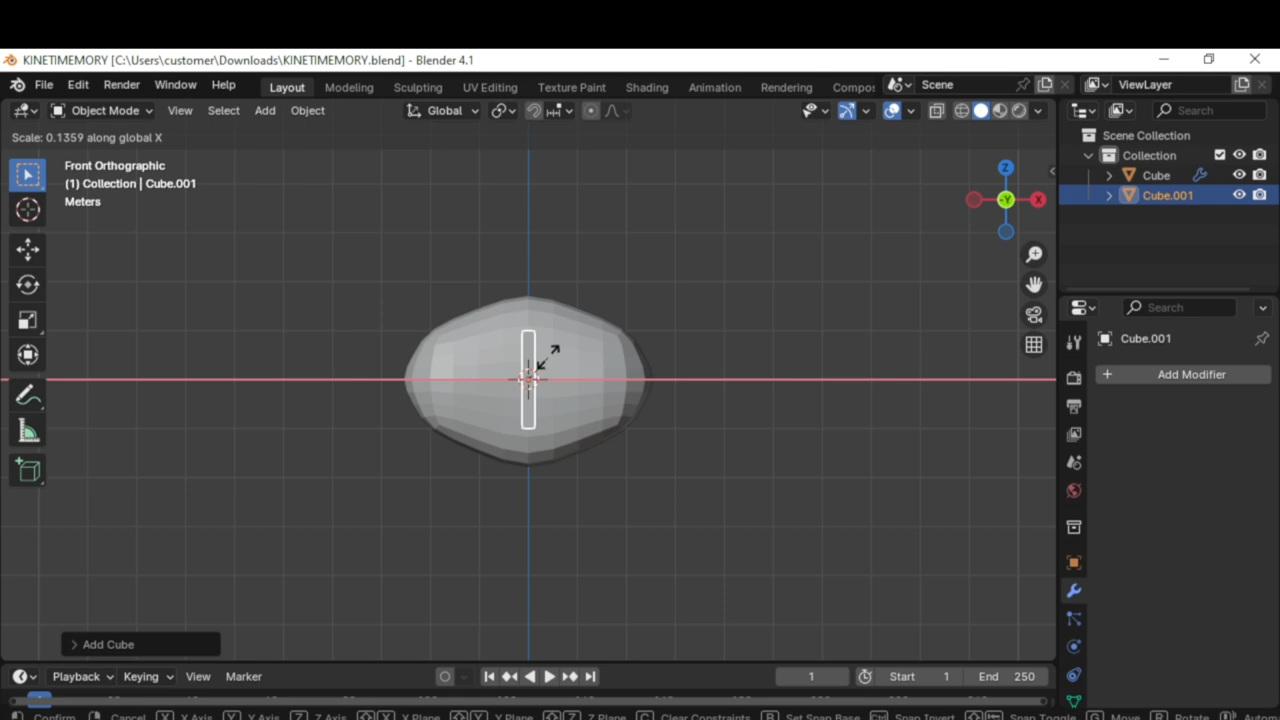 KINETIMEMORY [C:\Users\customer\Downloads\KINETIMEMORY.blend] - Blender 4.1
File Edit Render Window Help Layout Modeling Sculpting UV Editing Texture Paint Shading Animation Rendering Compos Scene ViewLayer
Object Mode View Select Add Object Global Search
Scale: 0.1359 along global X
Scene Collection
Front Orthographic
Collection
(1) Collection | Cube.001
Cube
Meters
Cube.001
Z
-Y
X
Search
Cube.001
+ Add Modifier
> Add Cube
Playback Keying View Marker 1 Start 1 End 250
Confirm Cancel X X Axis Y Y Axis Z Z Axis X X Plane Y Y Plane Z Z Plane C Clear Constraints B Set Snap Base Ctrl Snap Invert Snap Toggle G Move R Rotate Autom